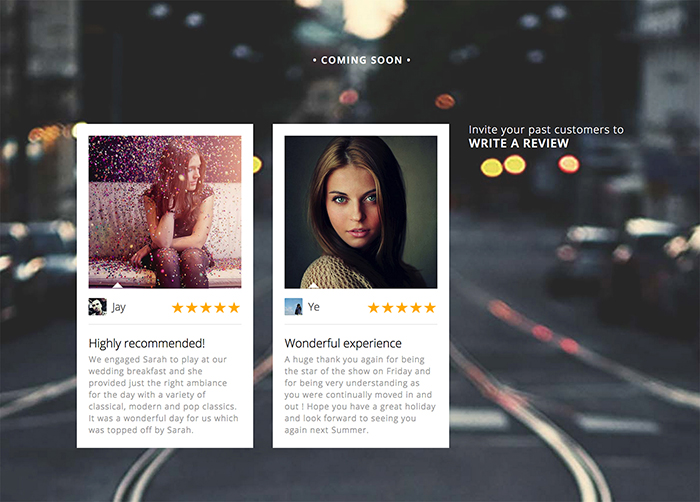 • COMING SOON •
Invite your past customers to
WRITE A REVIEW
Jay
Highly recommended!
We engaged Sarah to play at our
wedding breakfast and she
provided just the right ambiance
for the day with a variety of
classical, modern and pop classics.
It was a wonderful day for us which
was topped off by Sarah.
Ye
Wonderful experience
A huge thank you again for being
the star of the show on Friday and
for being very understanding as
you were continually moved in and
out ! Hope you have a great holiday
and look forward to seeing you
again next Summer.